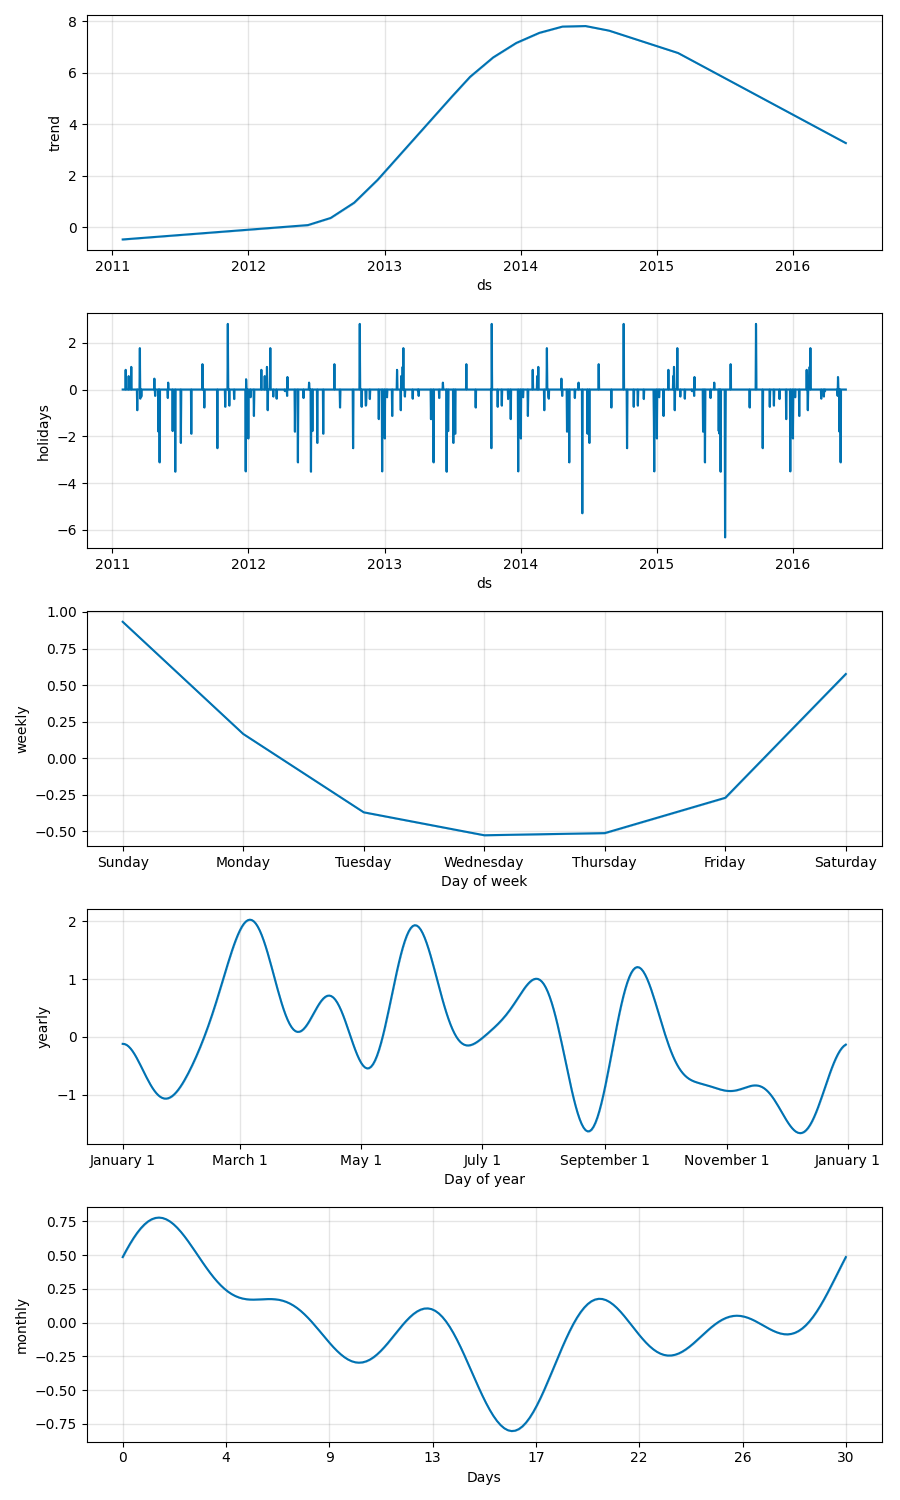 8
6
4
2
0
trend
2011 2012 2013 2014 2015 2016
ds
2
0
−2
−4
−6
holidays
2011 2012 2013 2014 2015 2016
ds
1.00
0.75
0.50
0.25
0.00
−0.25
−0.50
weekly
Sunday Monday Tuesday Wednesday Thursday Friday Saturday
Day of week
2
1
0
−1
yearly
January 1 March 1 May 1 July 1 September 1 November 1 January 1
Day of year
0.75
0.50
0.25
0.00
−0.25
−0.50
−0.75
monthly
0 4 9 13 17 22 26 30
Days